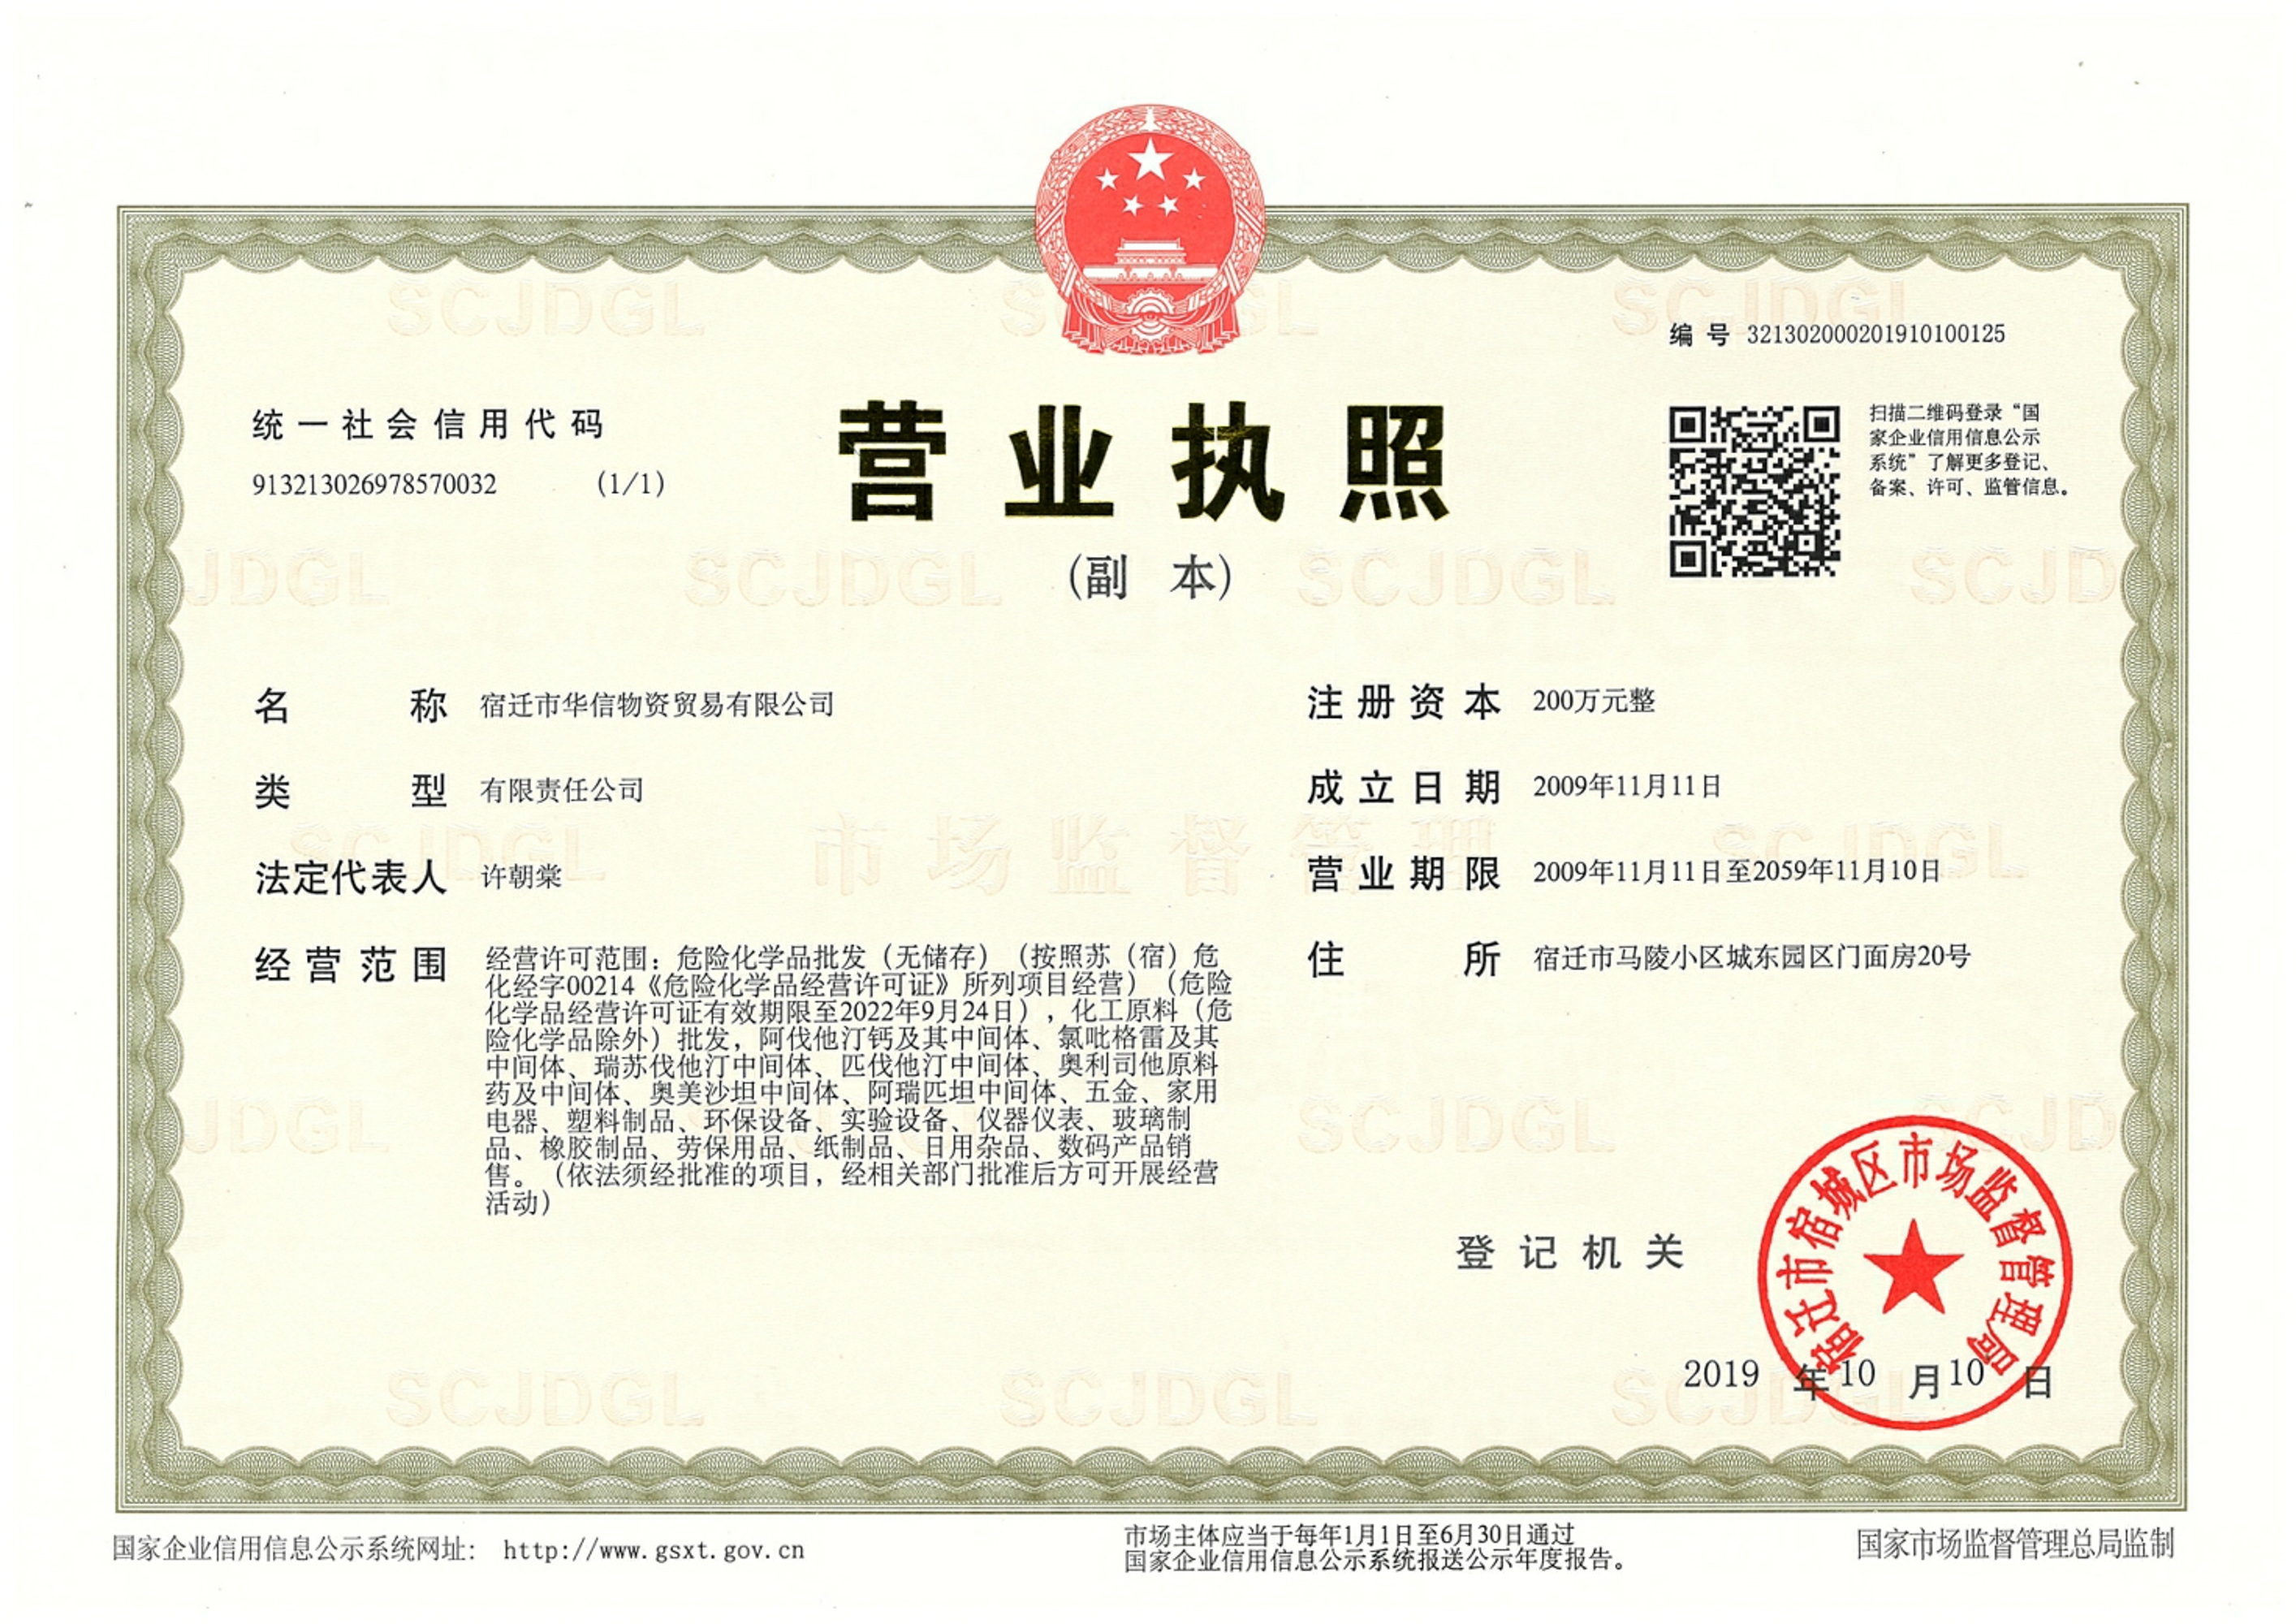 编号 321302000201910100125
统一社会信用代码
913213026978570032 (1/1)
营业执照
(副 本)
扫描二维码登录“国
家企业信用信息公示
系统”了解更多登记、
备案、许可、监管信息。
名称 宿迁市华信物资贸易有限公司
类型 有限责任公司
法定代表人 许朝棠
经营范围 经营许可范围：危险化学品批发（无储存）（按照苏（宿）危
化经字00214《危险化学品经营许可证》所列项目经营）（危险
化学品经营许可证有效期限至2022年9月24日），化工原料（危
险化学品除外）批发，阿伐他汀钙及其中间体、氯吡格雷及其
中间体、瑞苏伐他汀中间体、匹伐他汀中间体、奥利司他原料
药及中间体、奥美沙坦中间体、阿瑞匹坦中间体、五金、家用
电器、塑料制品、环保设备、实验设备、仪器仪表、玻璃制
品、橡胶制品、劳保用品、纸制品、日用杂品、数码产品销
售。（依法须经批准的项目，经相关部门批准后方可开展经营
活动）
注册资本 200万元整
成立日期 2009年11月11日
营业期限 2009年11月11日至2059年11月10日
住所 宿迁市马陵小区城东园区门面房20号
登记机关
宿迁市宿城区市场监督管理局
2019 年10 月10 日
国家企业信用信息公示系统网址： http://www.gsxt.gov.cn
市场主体应当于每年1月1日至6月30日通过
国家企业信用信息公示系统报送公示年度报告。
国家市场监督管理总局监制
SCJDGL
市场监督管理